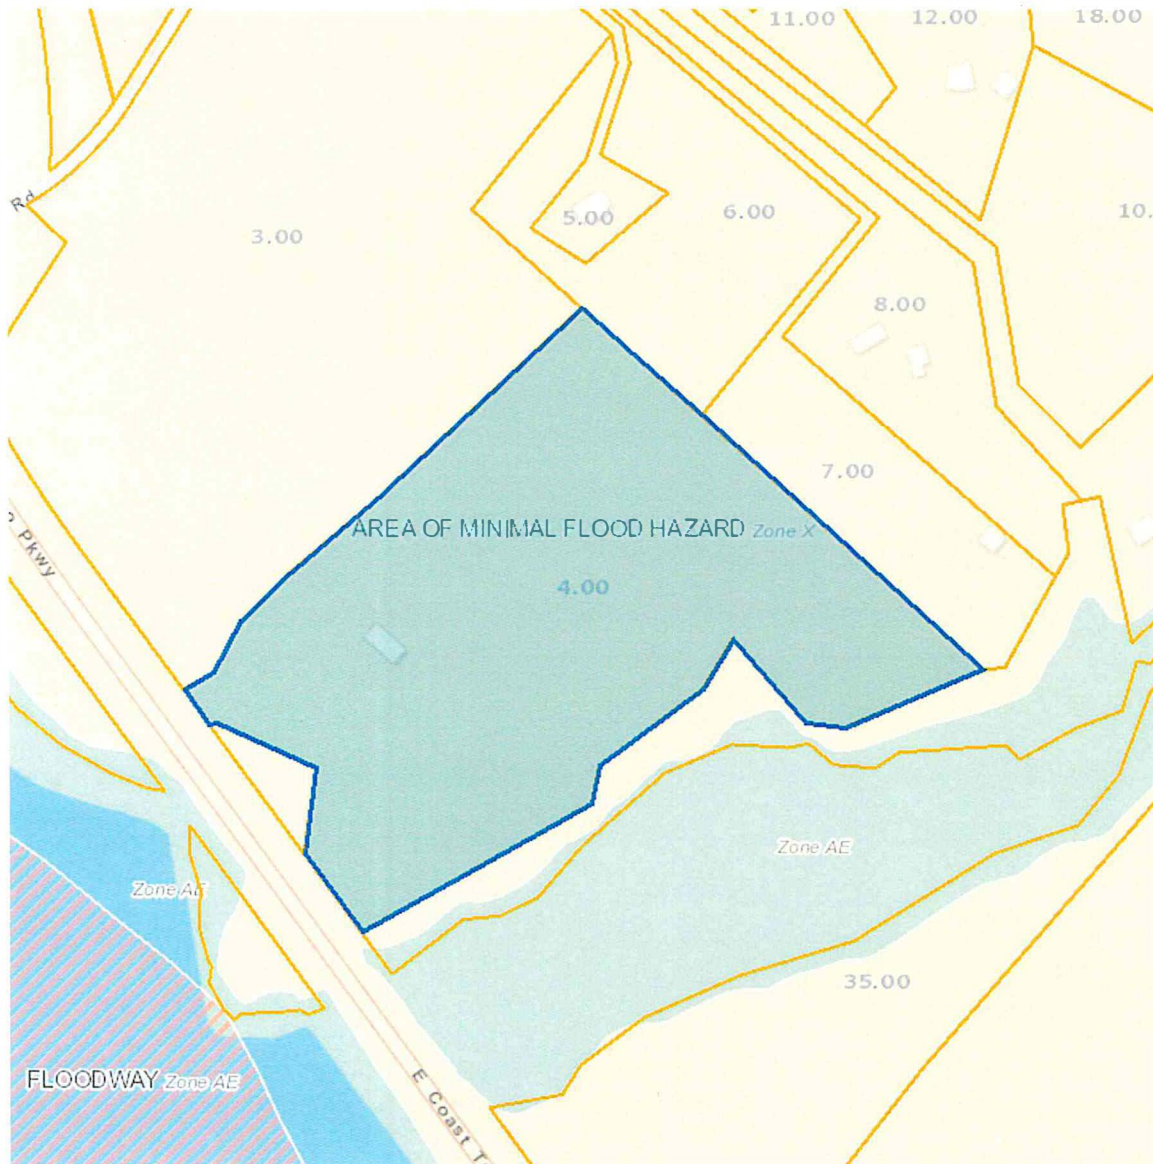 11.00
12.00
18.00
Rd
5.00
6.00
10.
3.00
8.00
7.00
AREA OF MINIMAL FLOOD HAZARD Zone X
Pkwy
4.00
Zone AE
Zone AE
35.00
FLOODWAY Zone AE
E Coast T